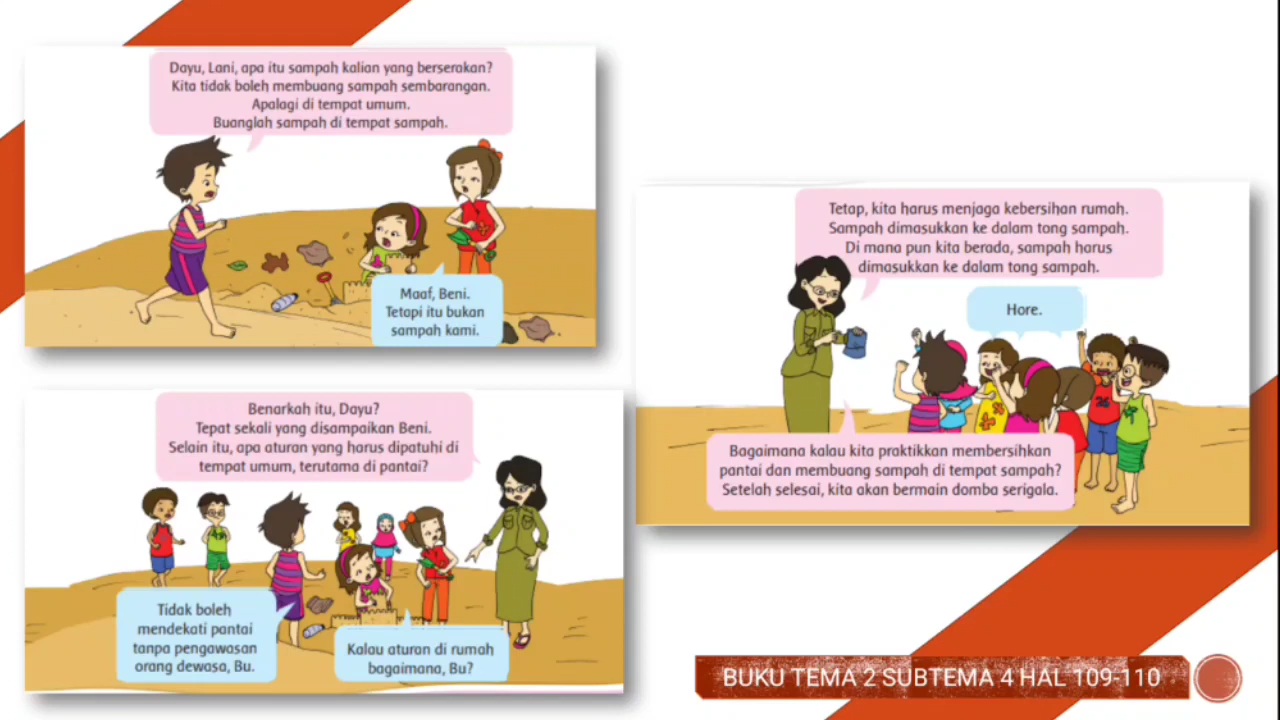 Dayu, Lani, apa itu sampah kalian yang berserakan?
Kita tidak boleh membuang sampah sembarangan.
Apalagi di tempat umum.
Buanglah sampah di tempat sampah.
Maaf, Beni.
Tetapi itu bukan
sampah kami.
Benarkah itu, Dayu?
Tepat sekali yang disampaikan Beni.
Selain itu, apa aturan yang harus dipatuhi di
tempat umum, terutama di pantai?
Tidak boleh
mendekati pantai
tanpa pengawasan
orang dewasa, Bu.
Kalau aturan di rumah
bagaimana, Bu?
Tetap, kita harus menjaga kebersihan rumah.
Sampah dimasukkan ke dalam tong sampah.
Di mana pun kita berada, sampah harus
dimasukkan ke dalam tong sampah.
Hore.
Bagaimana kalau kita praktikkan membersihkan
pantai dan membuang sampah di tempat sampah?
Setelah selesai, kita akan bermain domba serigala.
BUKU TEMA 2 SUBTEMA 4 HAL 109-110